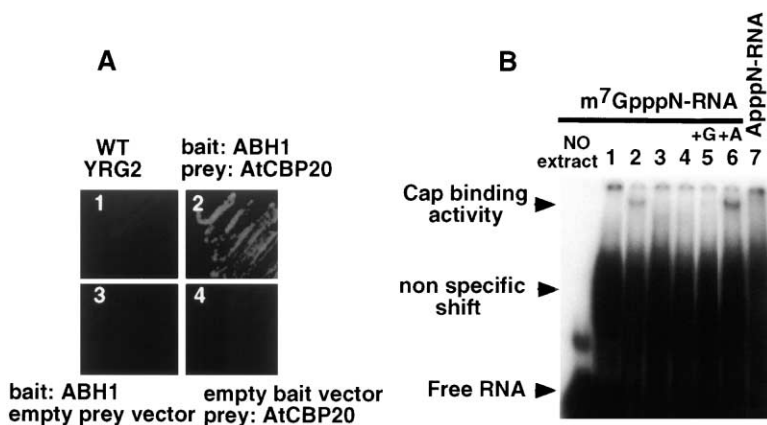 A
WT
YRG2
bait: ABH1
prey: AtCBP20
1
2
3
4
bait: ABH1
empty prey vector
empty bait vector
prey: AtCBP20
B
m7GpppN-RNA
ApppN-RNA
+G +A
NO
extract 1 2 3 4 5 6 7
Cap binding
activity
non specific
shift
Free RNA